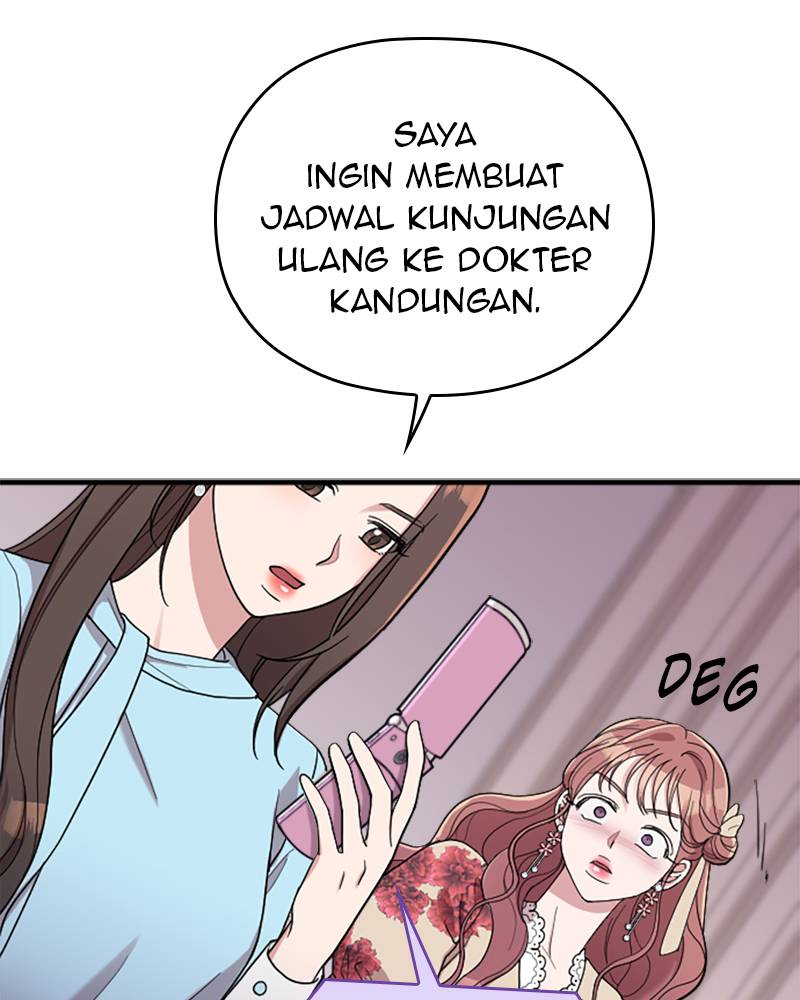 SAYA
INGIN MEMBUAT
JADWAL KUNJUNGAN
ULANG KE DOKTER
KANDUNGAN.
DEG